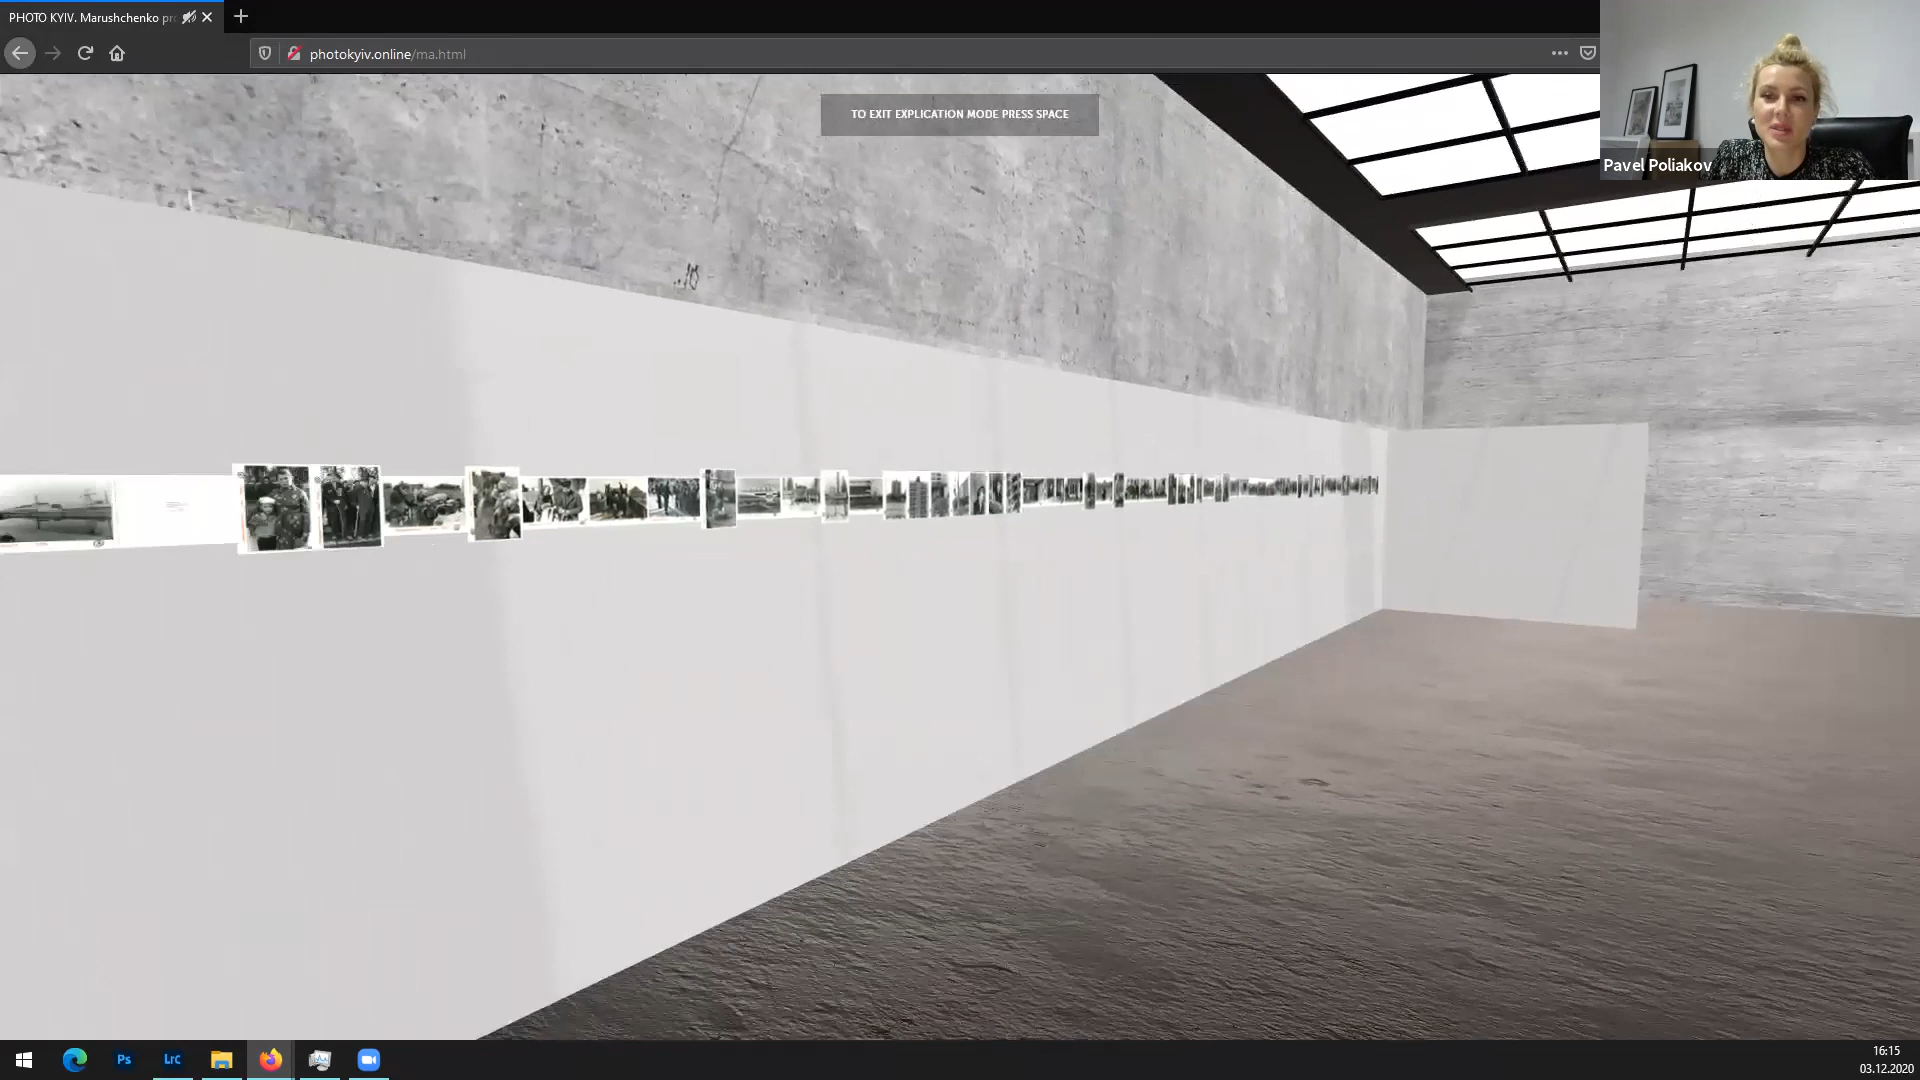 PHOTO KYIV. Marushchenko pr
photokyiv.online/ma.html
TO EXIT EXPLICATION MODE PRESS SPACE
Pavel Poliakov
Ps
Lrc
16:15
03.12.2020